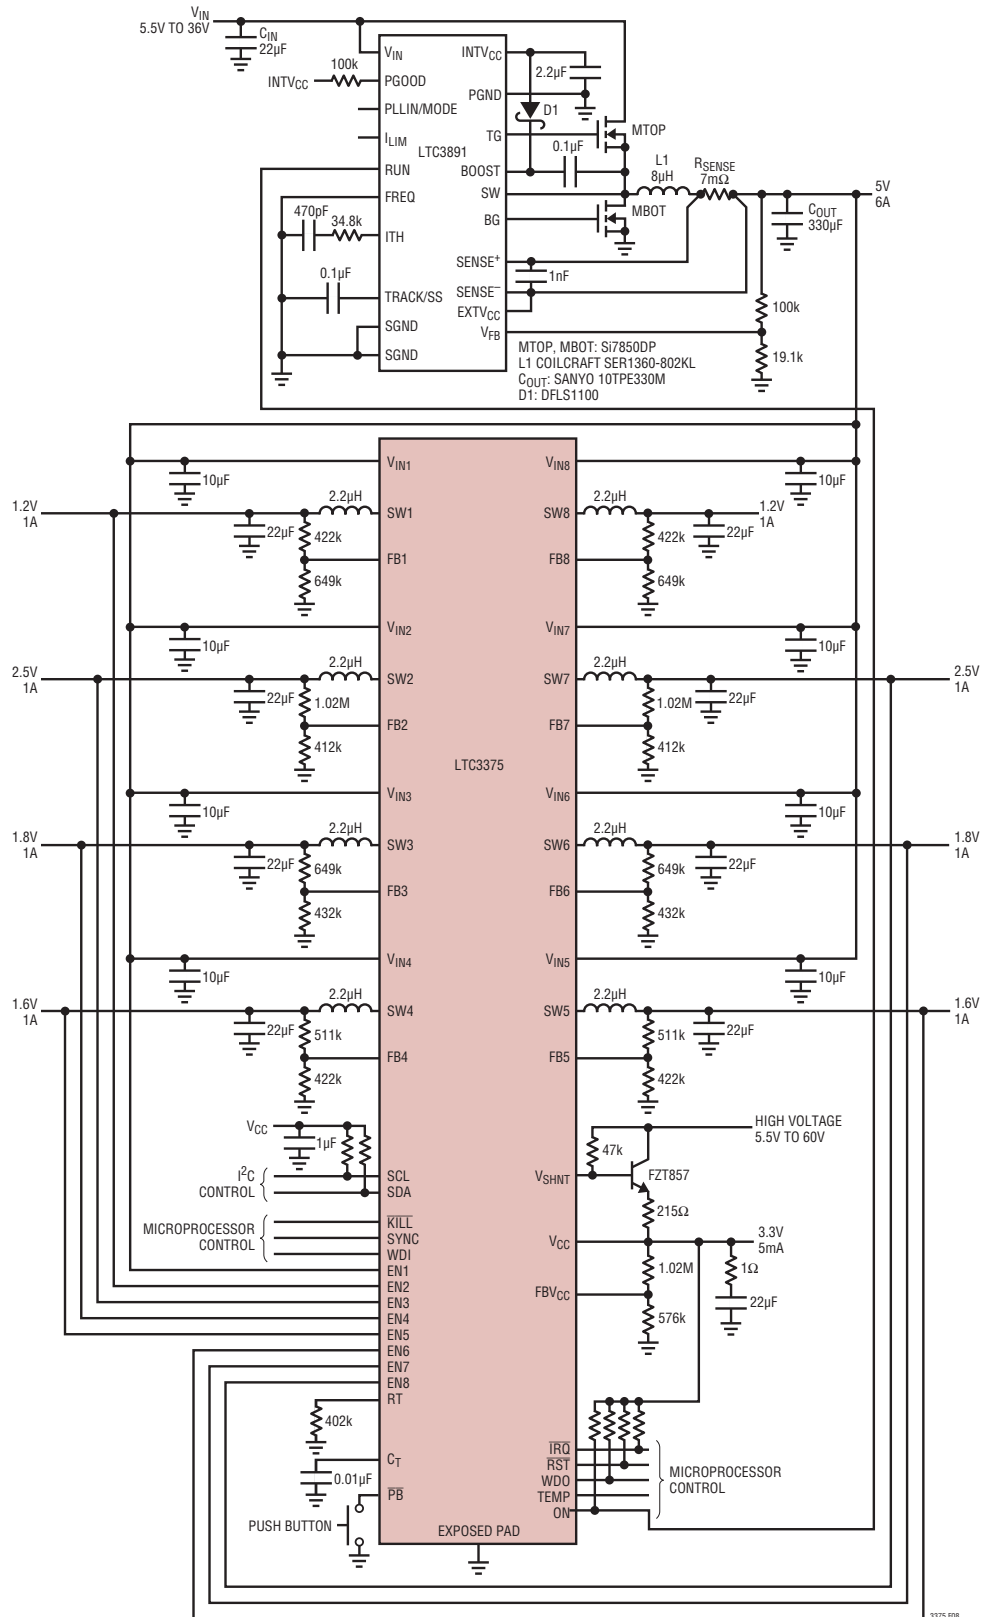 VIN
5.5V TO 36V
CIN
22µF
100k
INTVCC
VIN
PGOOD
PLLIN/MODE
ILIM
RUN
FREQ
ITH
TRACK/SS
SGND
SGND
LTC3891
INTVCC
PGND
TG
BOOST
SW
BG
SENSE+
SENSE–
EXTVCC
VFB
2.2µF
D1
0.1µF
MTOP
MBOT
L1
8µH
RSENSE
7mΩ
5V
6A
COUT
330µF
470pF
34.8k
0.1µF
1nF
100k
19.1k
MTOP, MBOT: Si7850DP
L1 COILCRAFT SER1360-802KL
COUT: SANYO 10TPE330M
D1: DFLS1100
VIN1
VIN8
10µF
10µF
1.2V
1A
2.2µH
SW1
22µF
422k
FB1
649k
SW8
2.2µH
1.2V
1A
422k
22µF
FB8
649k
VIN2
VIN7
10µF
10µF
2.5V
1A
2.2µH
SW2
22µF
1.02M
FB2
412k
SW7
2.2µH
2.5V
1A
1.02M
22µF
FB7
412k
LTC3375
VIN3
VIN6
10µF
10µF
1.8V
1A
2.2µH
SW3
22µF
649k
FB3
432k
SW6
2.2µH
1.8V
1A
649k
22µF
FB6
432k
VIN4
VIN5
10µF
10µF
1.6V
1A
2.2µH
SW4
22µF
511k
FB4
422k
SW5
2.2µH
1.6V
1A
511k
22µF
FB5
422k
VCC
1µF
I2C
CONTROL
SCL
SDA
MICROPROCESSOR
CONTROL
KILL
SYNC
WDI
EN1
EN2
EN3
EN4
EN5
EN6
EN7
EN8
RT
402k
CT
0.01µF
PB
PUSH BUTTON
HIGH VOLTAGE
5.5V TO 60V
47k
VSHNT
FZT857
215Ω
VCC
3.3V
5mA
1.02M
1Ω
FBVCC
22µF
576k
IRQ
RST
WDO
TEMP
ON
MICROPROCESSOR
CONTROL
EXPOSED PAD
3375 F08